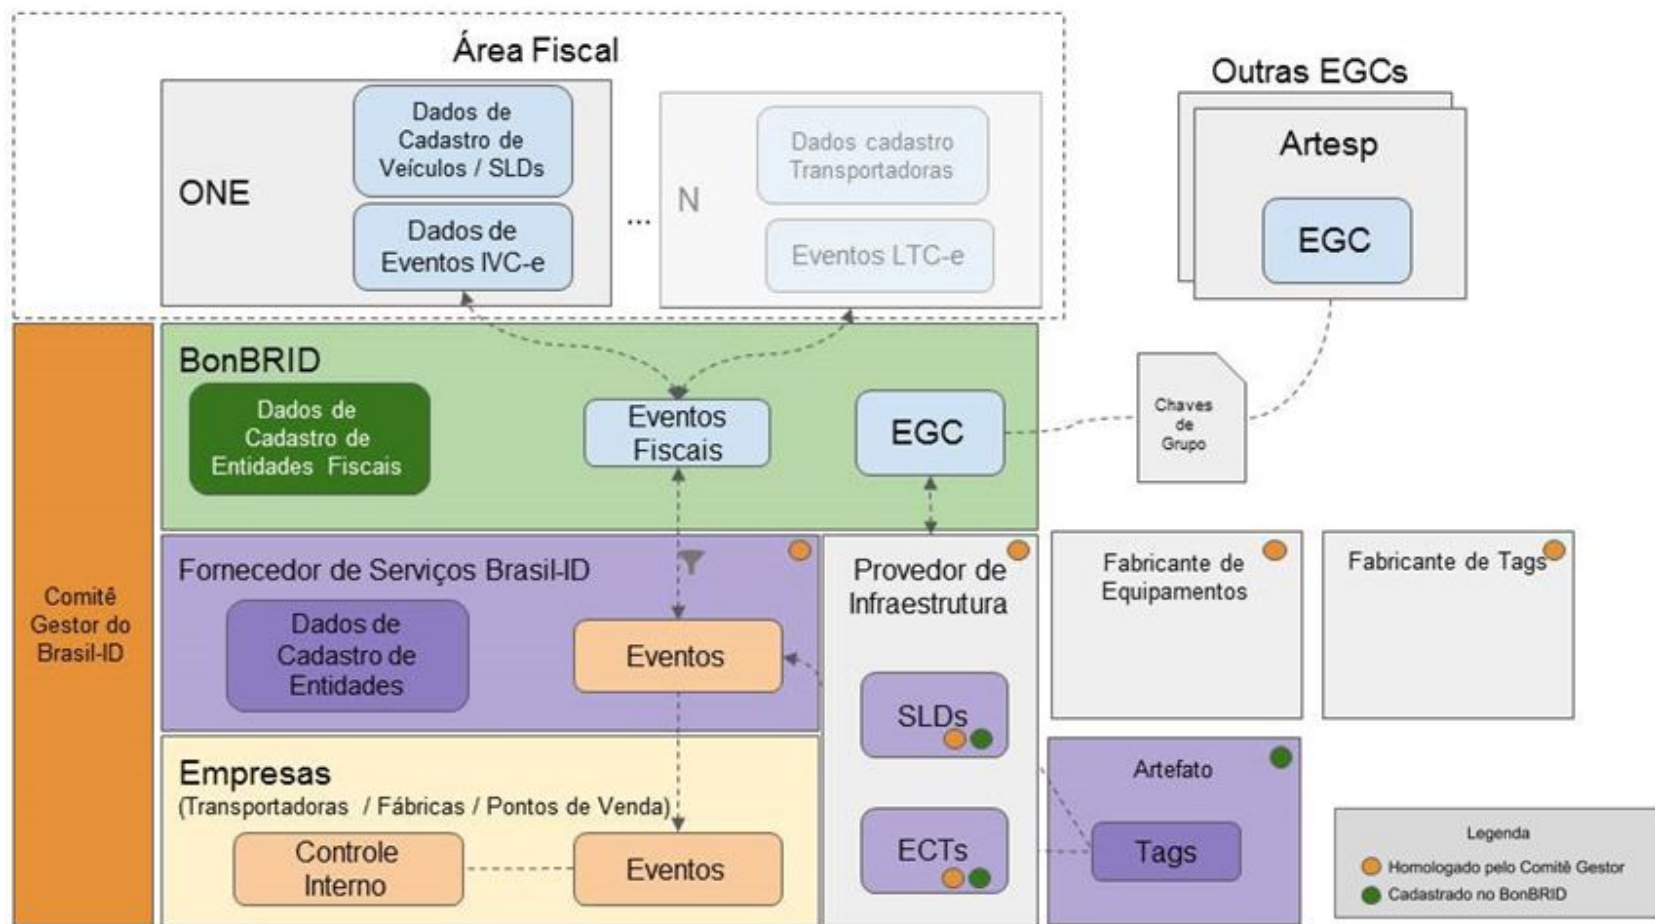 Área Fiscal
ONE
Dados de
Cadastro de
Veículos / SLDs
Dados de
Eventos IVC-e
...
N
Dados cadastro
Transportadoras
Eventos LTC-e
Outras EGCs
Artesp
EGC
Comitê
Gestor do
Brasil-ID
BonBRID
Dados de
Cadastro de
Entidades Fiscais
Eventos
Fiscais
EGC
Chaves
de
Grupo
Fornecedor de Serviços Brasil-ID
Dados de
Cadastro de
Entidades
Eventos
Provedor de
Infraestrutura
SLDs
ECTs
Fabricante de
Equipamentos
Fabricante de Tags
Artefato
Tags
Empresas
(Transportadoras / Fábricas / Pontos de Venda)
Controle
Interno
Eventos
Legenda
Homologado pelo Comitê Gestor
Cadastrado no BonBRID